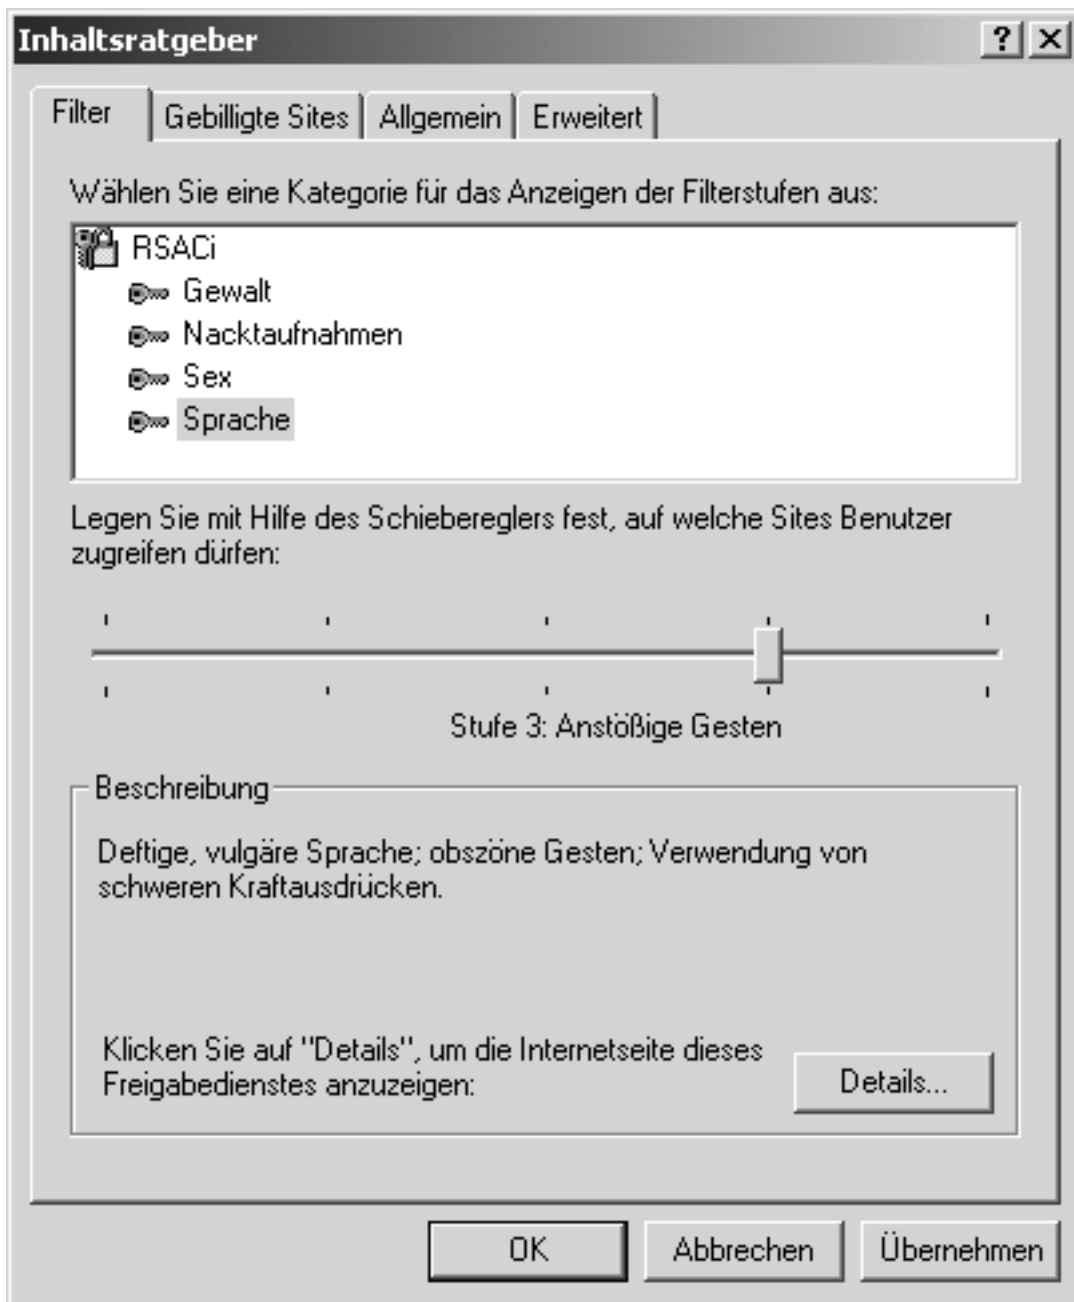 Inhaltsratgeber
Filter Gebilligte Sites Allgemein Erweitert
Wählen Sie eine Kategorie für das Anzeigen der Filterstufen aus:
RSACi
Gewalt
Nacktaufnahmen
Sex
Sprache
Legen Sie mit Hilfe des Schiebereglers fest, auf welche Sites Benutzer
zugreifen dürfen:
Stufe 3: Anstößige Gesten
Beschreibung
Deftige, vulgäre Sprache; obszöne Gesten; Verwendung von
schweren Kraftausdrücken.
Klicken Sie auf "Details", um die Internetseite dieses
Freigabedienstes anzuzeigen:
Details...
OK Abbrechen Übernehmen